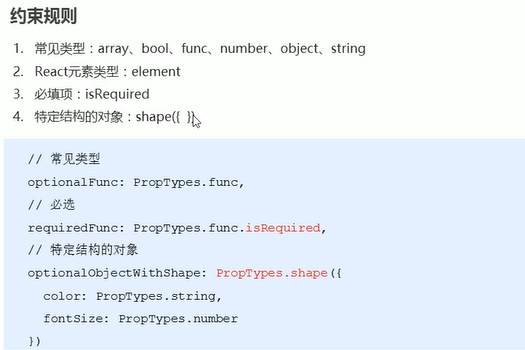 约束规则
1. 常见类型：array、bool、func、number、object、string
2. React元素类型：element
3. 必填项：isRequired
4. 特定结构的对象：shape({ })
// 常见类型
optionalFunc: PropTypes.func,
// 必选
requiredFunc: PropTypes.func.isRequired,
// 特定结构的对象
optionalObjectWithShape: PropTypes.shape({
color: PropTypes.string,
fontSize: PropTypes.number
})